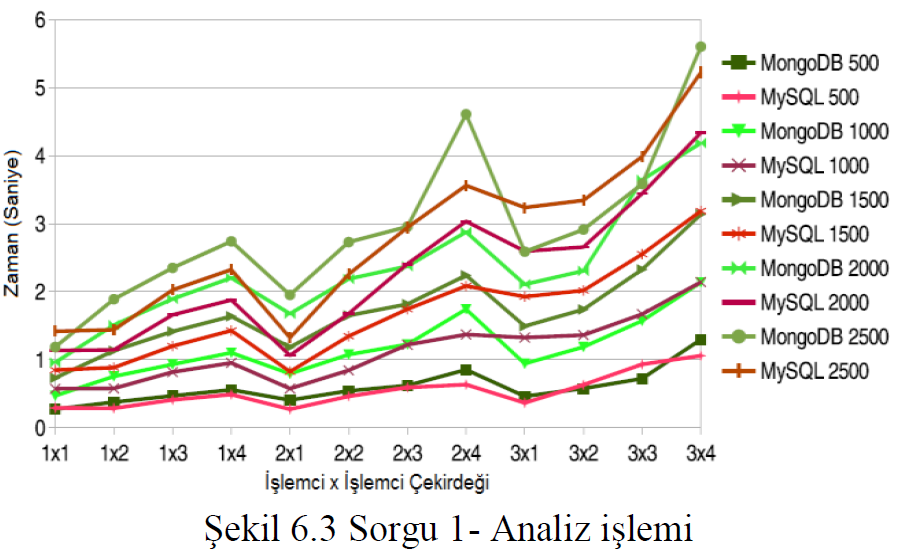 6
5
4
3
2
1
0
Zaman (Saniye)
1x1 1x2 1x3 1x4 2x1 2x2 2x3 2x4 3x1 3x2 3x3 3x4
İşlemci x İşlemci Çekirdeği
MongoDB 500
MySQL 500
MongoDB 1000
MySQL 1000
MongoDB 1500
MySQL 1500
MongoDB 2000
MySQL 2000
MongoDB 2500
MySQL 2500
Şekil 6.3 Sorgu 1- Analiz işlemi